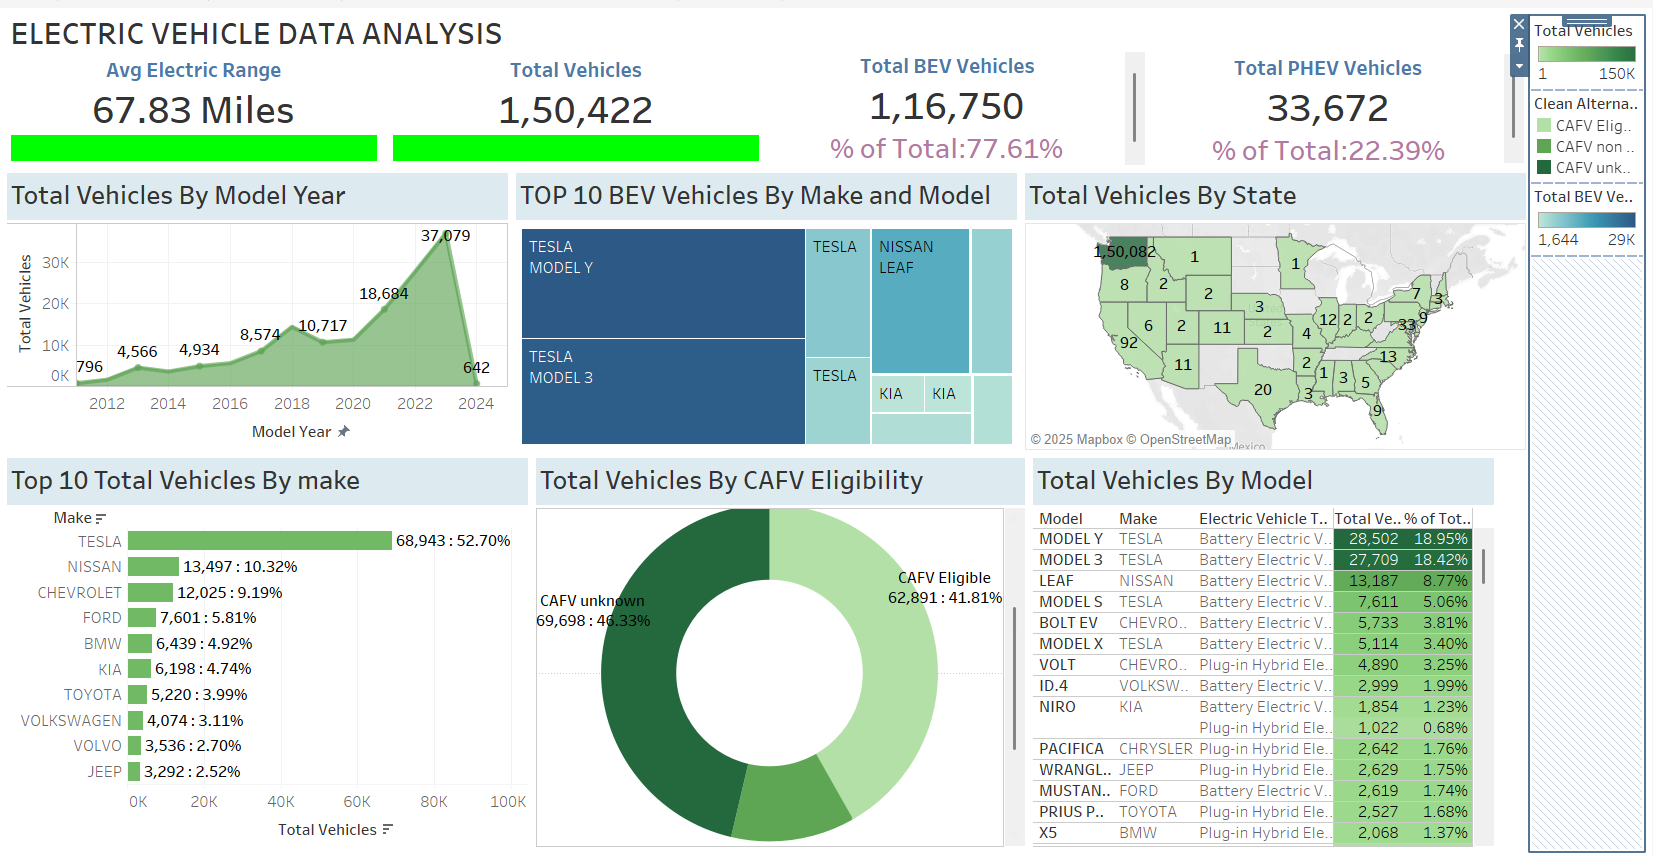 ELECTRIC VEHICLE DATA ANALYSIS
Avg Electric Range
67.83 Miles
Total Vehicles
1,50,422
Total BEV Vehicles
1,16,750
% of Total:77.61%
Total PHEV Vehicles
33,672
% of Total:22.39%
Total Vehicles
1 150K
Clean Alterna..
CAFV Elig..
CAFV non ..
CAFV unk..
Total BEV Ve..
1,644 29K
Total Vehicles By Model Year
Total Vehicles
30K
20K
10K
0K
796
4,566
4,934
8,574
10,717
18,684
37,079
642
2012 2014 2016 2018 2020 2022 2024
Model Year
TOP 10 BEV Vehicles By Make and Model
TESLA
MODEL Y
TESLA
MODEL 3
TESLA
TESLA
NISSAN
LEAF
KIA
KIA
Total Vehicles By State
1,50,082
1
1
8
2
2
3
7
3
6
2
11
2
4
12
2
2
33
9
92
11
2
13
20
3
1
3
5
9
Mexico
© 2025 Mapbox © OpenStreetMap
Top 10 Total Vehicles By make
Make
TESLA 68,943 : 52.70%
NISSAN 13,497 : 10.32%
CHEVROLET 12,025 : 9.19%
FORD 7,601 : 5.81%
BMW 6,439 : 4.92%
KIA 6,198 : 4.74%
TOYOTA 5,220 : 3.99%
VOLKSWAGEN 4,074 : 3.11%
VOLVO 3,536 : 2.70%
JEEP 3,292 : 2.52%
0K 20K 40K 60K 80K 100K
Total Vehicles
Total Vehicles By CAFV Eligibility
CAFV Eligible
62,891 : 41.81%
CAFV unknown
69,698 : 46.33%
Total Vehicles By Model
Model Make Electric Vehicle T.. Total Ve.. % of Tot..
MODEL Y TESLA Battery Electric V.. 28,502 18.95%
MODEL 3 TESLA Battery Electric V.. 27,709 18.42%
LEAF NISSAN Battery Electric V.. 13,187 8.77%
MODEL S TESLA Battery Electric V.. 7,611 5.06%
BOLT EV CHEVRO.. Battery Electric V.. 5,733 3.81%
MODEL X TESLA Battery Electric V.. 5,114 3.40%
VOLT CHEVRO.. Plug-in Hybrid Ele.. 4,890 3.25%
ID.4 VOLKSW.. Battery Electric V.. 2,999 1.99%
NIRO KIA Battery Electric V.. 1,854 1.23%
Plug-in Hybrid Ele.. 1,022 0.68%
PACIFICA CHRYSLER Plug-in Hybrid Ele.. 2,642 1.76%
WRANGL.. JEEP Plug-in Hybrid Ele.. 2,629 1.75%
MUSTAN.. FORD Battery Electric V.. 2,619 1.74%
PRIUS P.. TOYOTA Plug-in Hybrid Ele.. 2,527 1.68%
X5 BMW Plug-in Hybrid Ele.. 2,068 1.37%